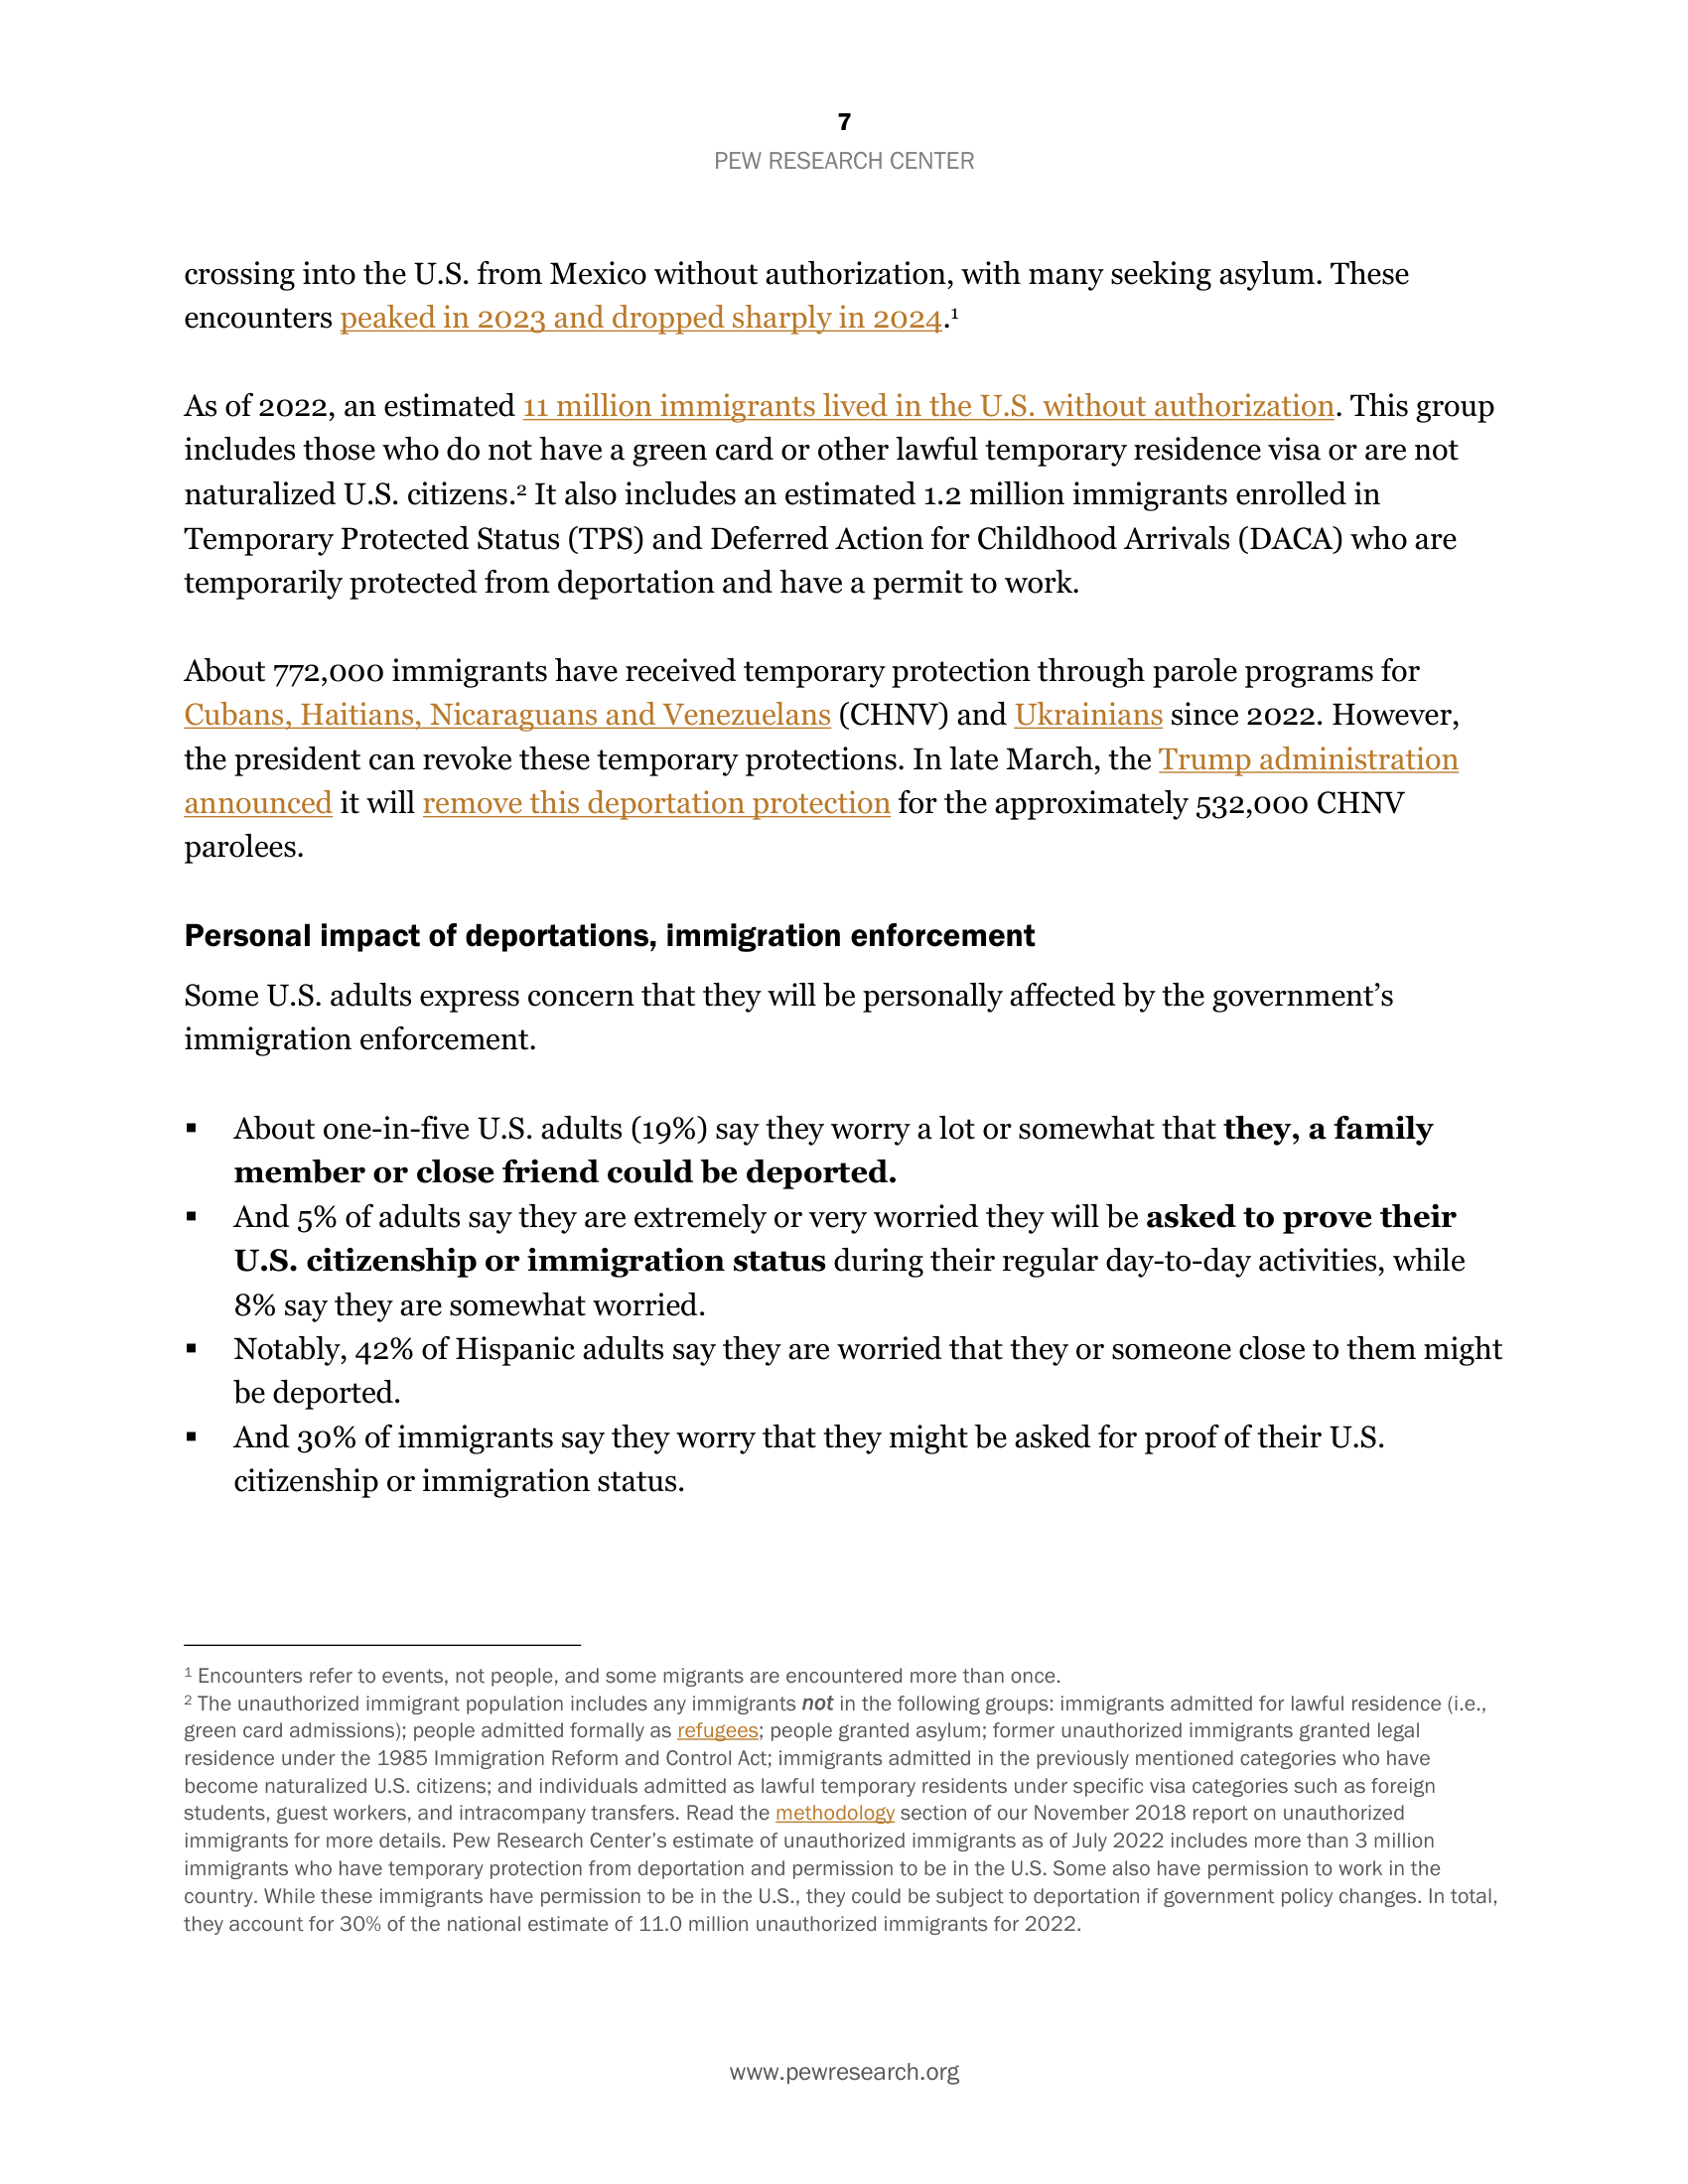 7
PEW RESEARCH CENTER
crossing into the U.S. from Mexico without authorization, with many seeking asylum. These
encounters peaked in 2023 and dropped sharply in 2024.¹
As of 2022, an estimated 11 million immigrants lived in the U.S. without authorization. This group
includes those who do not have a green card or other lawful temporary residence visa or are not
naturalized U.S. citizens.² It also includes an estimated 1.2 million immigrants enrolled in
Temporary Protected Status (TPS) and Deferred Action for Childhood Arrivals (DACA) who are
temporarily protected from deportation and have a permit to work.
About 772,000 immigrants have received temporary protection through parole programs for
Cubans, Haitians, Nicaraguans and Venezuelans (CHNV) and Ukrainians since 2022. However,
the president can revoke these temporary protections. In late March, the Trump administration
announced it will remove this deportation protection for the approximately 532,000 CHNV
parolees.
Personal impact of deportations, immigration enforcement
Some U.S. adults express concern that they will be personally affected by the government’s
immigration enforcement.
▪ About one-in-five U.S. adults (19%) say they worry a lot or somewhat that they, a family
member or close friend could be deported.
▪ And 5% of adults say they are extremely or very worried they will be asked to prove their
U.S. citizenship or immigration status during their regular day-to-day activities, while
8% say they are somewhat worried.
▪ Notably, 42% of Hispanic adults say they are worried that they or someone close to them might
be deported.
▪ And 30% of immigrants say they worry that they might be asked for proof of their U.S.
citizenship or immigration status.
¹ Encounters refer to events, not people, and some migrants are encountered more than once.
² The unauthorized immigrant population includes any immigrants not in the following groups: immigrants admitted for lawful residence (i.e.,
green card admissions); people admitted formally as refugees; people granted asylum; former unauthorized immigrants granted legal
residence under the 1985 Immigration Reform and Control Act; immigrants admitted in the previously mentioned categories who have
become naturalized U.S. citizens; and individuals admitted as lawful temporary residents under specific visa categories such as foreign
students, guest workers, and intracompany transfers. Read the methodology section of our November 2018 report on unauthorized
immigrants for more details. Pew Research Center’s estimate of unauthorized immigrants as of July 2022 includes more than 3 million
immigrants who have temporary protection from deportation and permission to be in the U.S. Some also have permission to work in the
country. While these immigrants have permission to be in the U.S., they could be subject to deportation if government policy changes. In total,
they account for 30% of the national estimate of 11.0 million unauthorized immigrants for 2022.
www.pewresearch.org